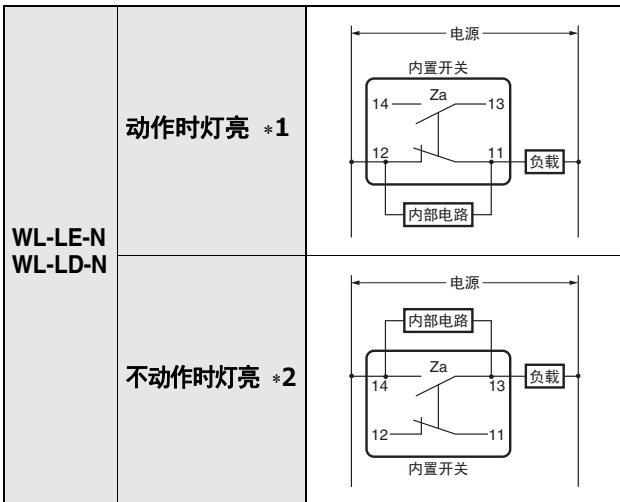 WL-LE-N
WL-LD-N
动作时灯亮 *1
电源
内置开关
14 Za 13
12 11 负载
内部电路
不动作时灯亮 *2
电源
内部电路
Za
14 13 负载
12 11
内置开关